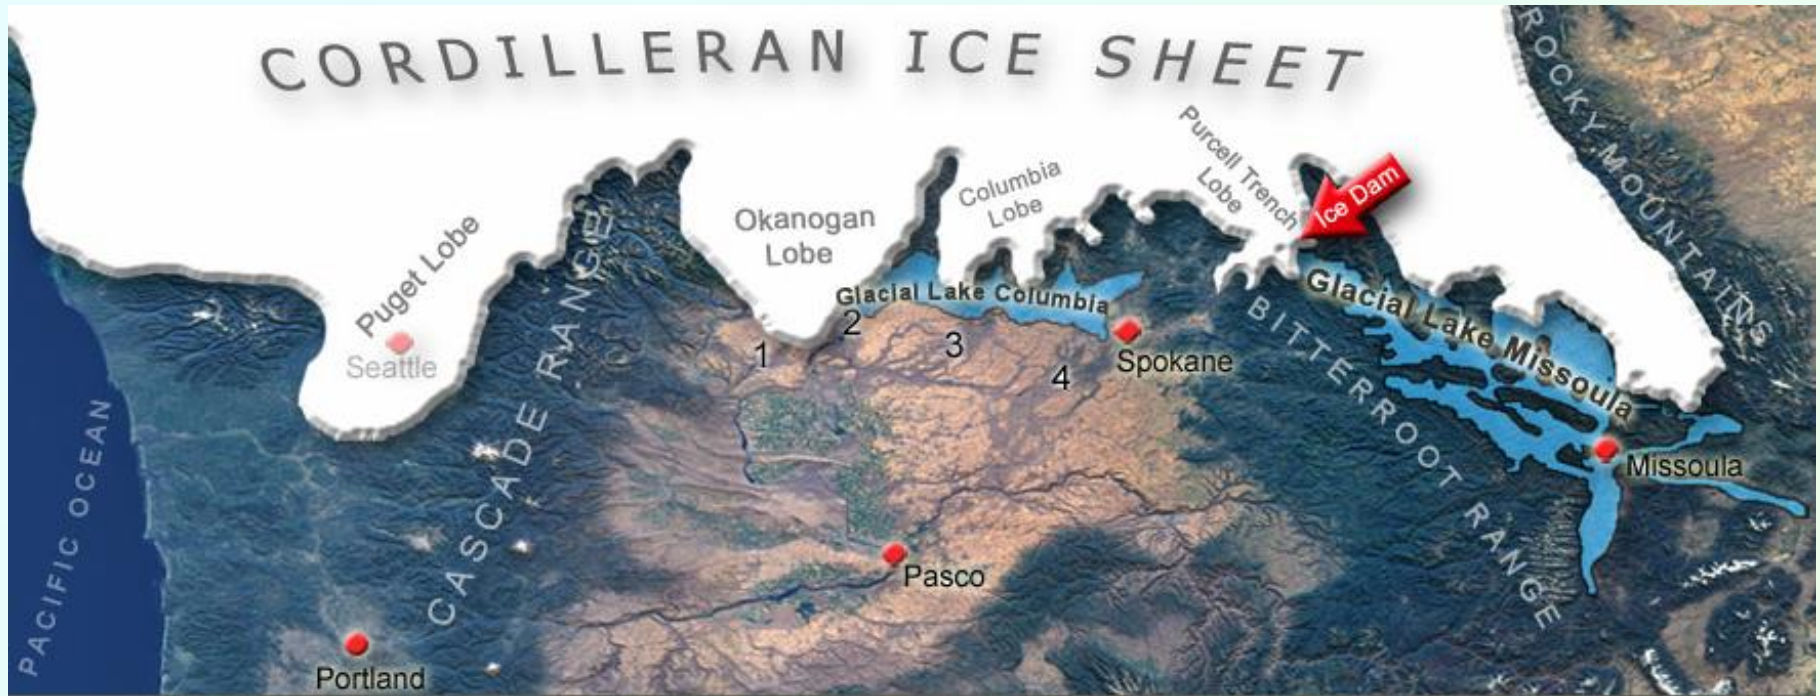 CORDILLERAN ICE SHEET
ROCKY MOUNTAINS
Purcell Trench
Lobe
Ice Dam
Columbia
Lobe
Okanogan
Lobe
Puget Lobe
Seattle
CASCADE RANGE
Glacial Lake Columbia
Glacial Lake Missoula
1
2
3
4
Spokane
BITTERROOT RANGE
Missoula
PACIFIC OCEAN
Pasco
Portland